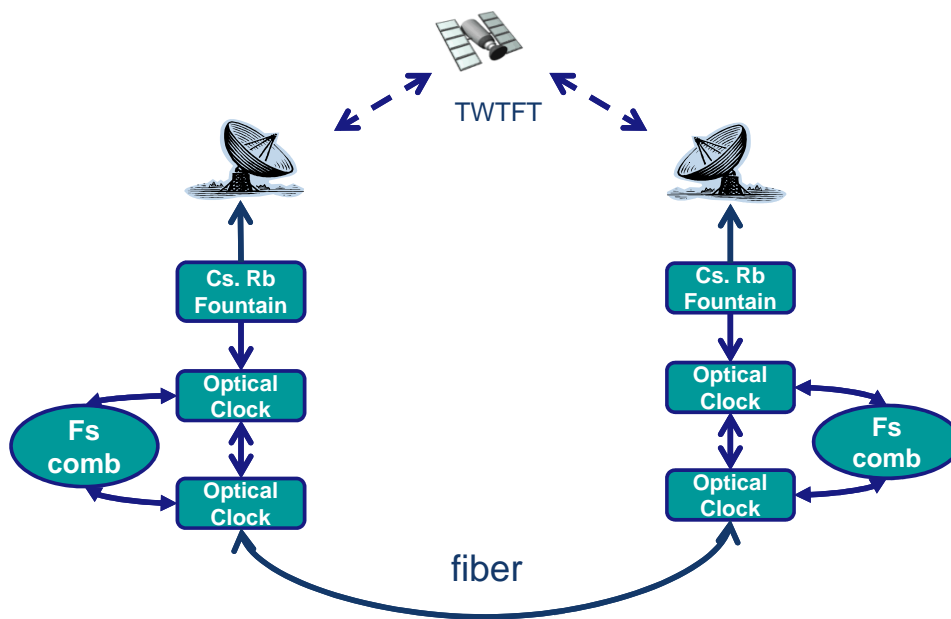 TWTFT
Cs. Rb
Fountain
Cs. Rb
Fountain
Optical
Clock
Optical
Clock
Fs
comb
Fs
comb
Optical
Clock
Optical
Clock
fiber